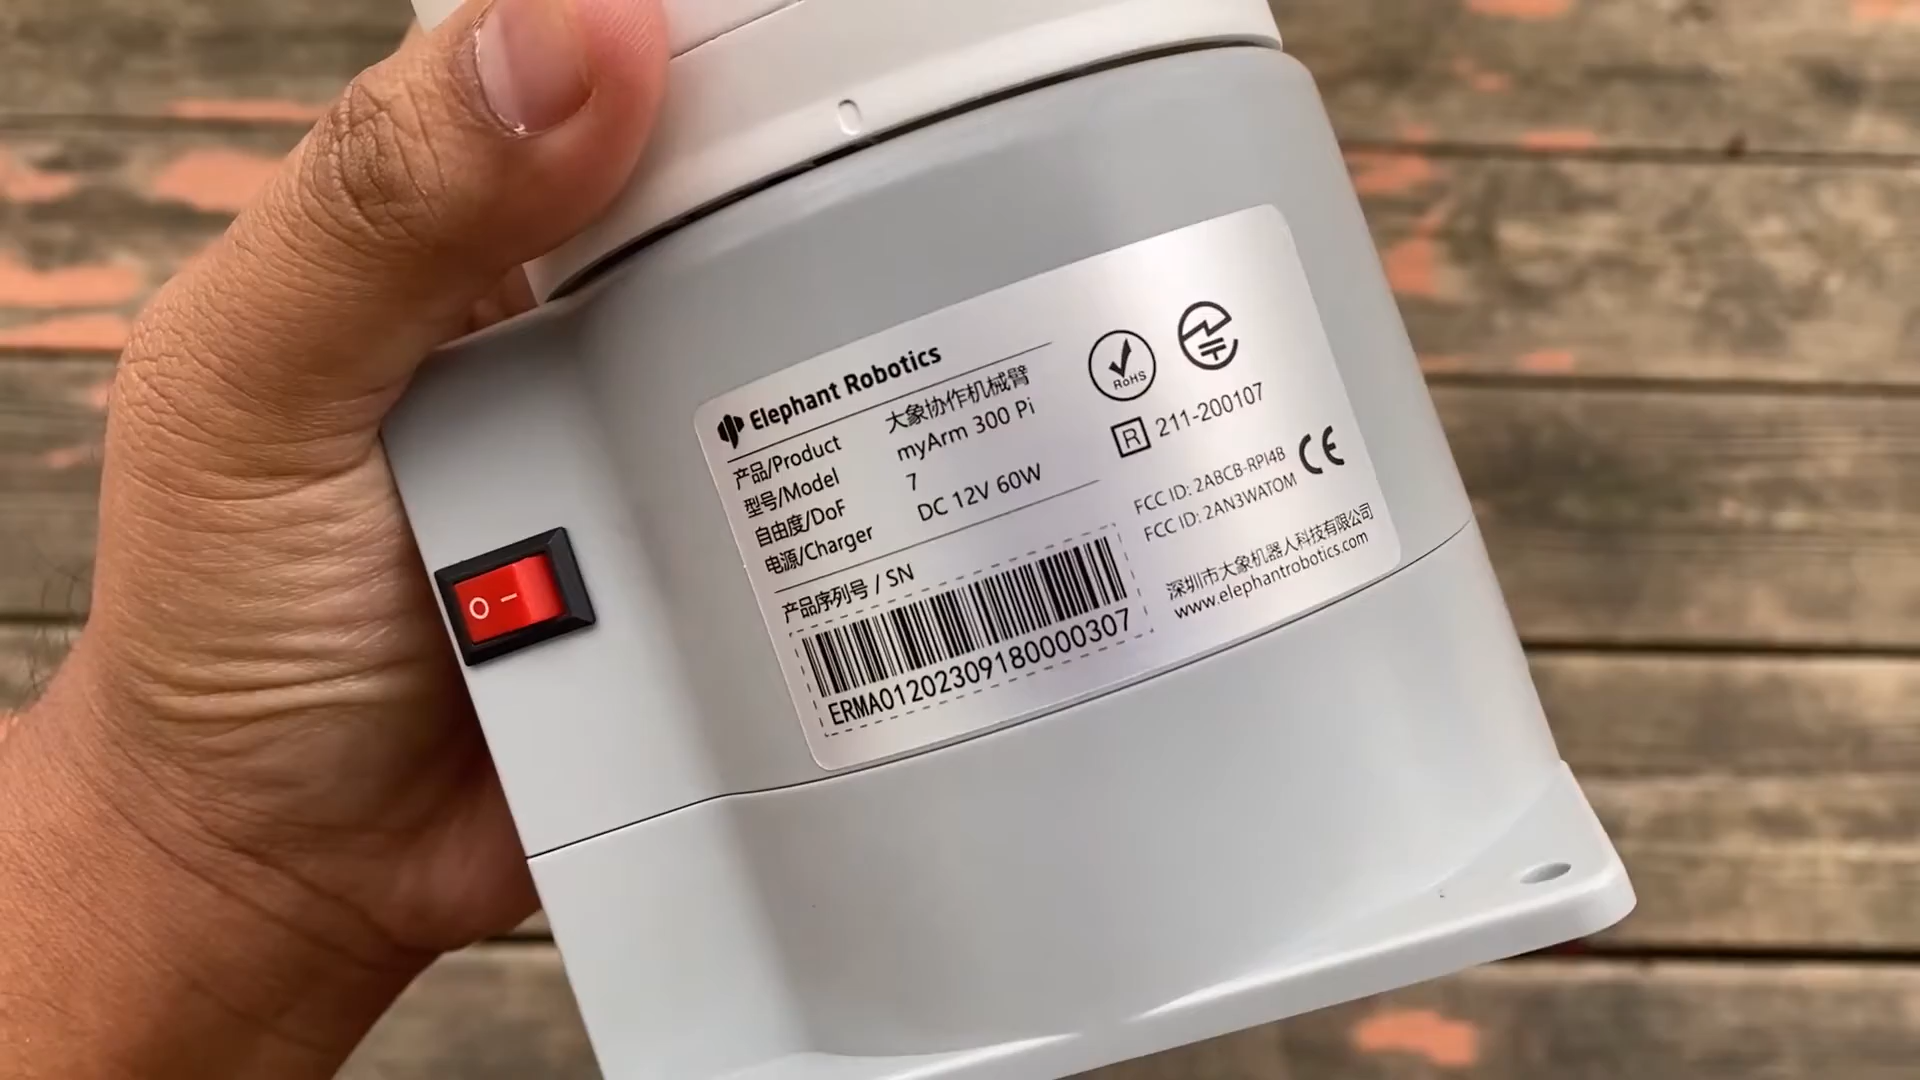 Elephant Robotics
产品/Product 大象协作机械臂
型号/Model myArm 300 Pi
自由度/DoF 7
电源/Charger DC 12V 60W
产品序列号 / SN
ERMA01202309180000307
RoHS
R 211-200107
FCC ID: 2ABCB-RPI4B
FCC ID: 2AN3WATOM
CE
深圳市大象机器人科技有限公司
www.elephantrobotics.com
O -